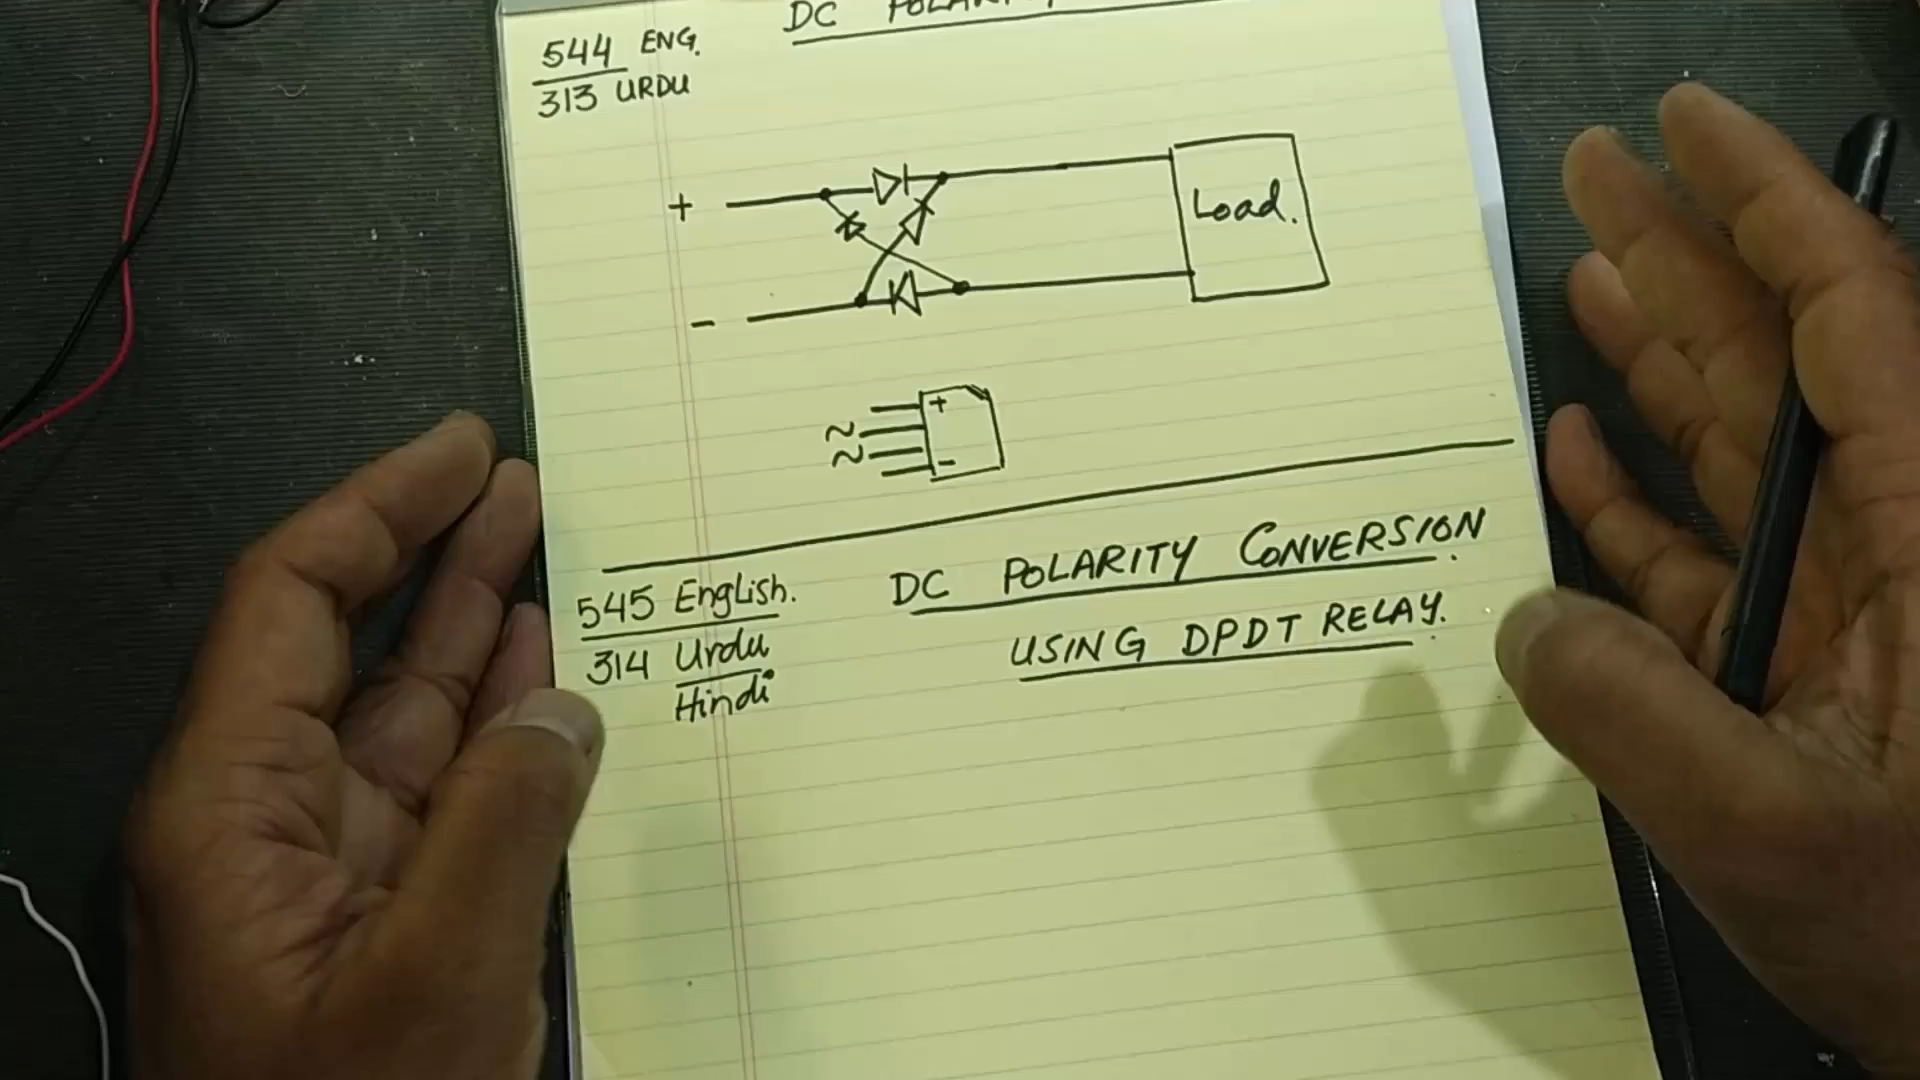 544 ENG.
313 URDU
DC
+
Load.
-
+
~
~
-
545 English.
314 Urdu
Hindi
DC POLARITY CONVERSION
USING DPDT RELAY.